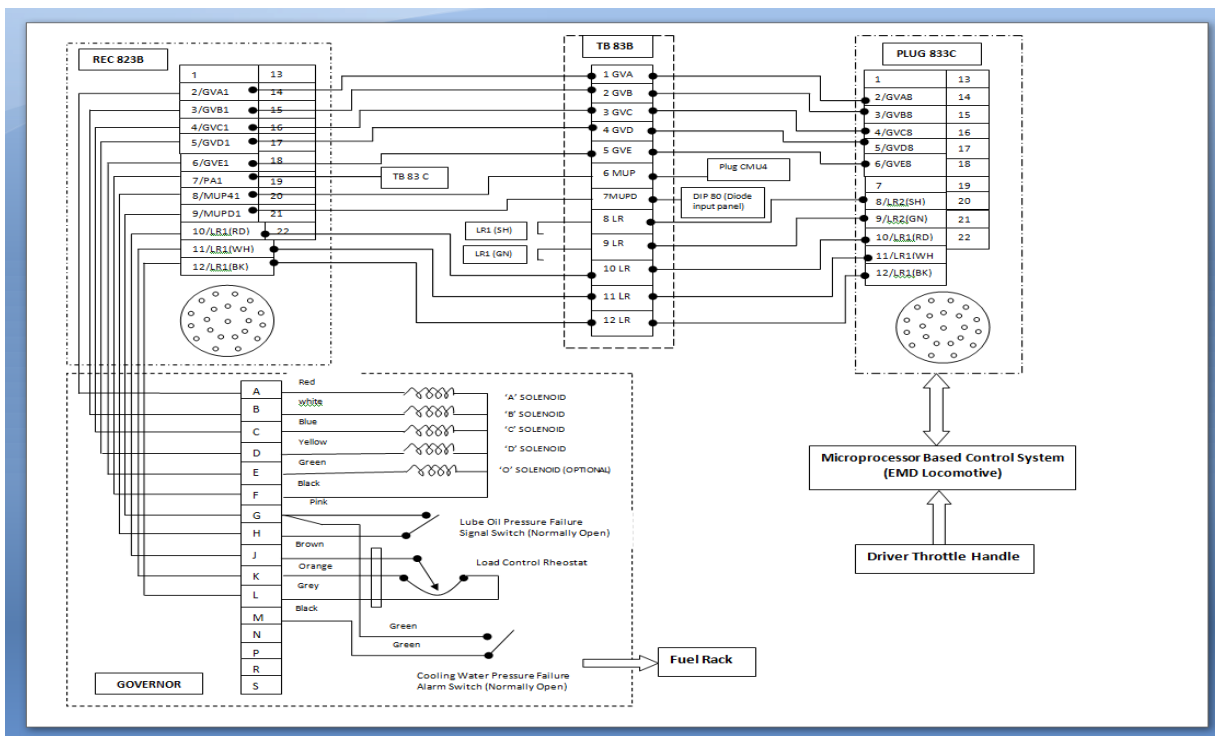 REC 823B
1 13
2/GVA1 14
3/GVB1 15
4/GVC1 16
5/GVD1 17
6/GVE1 18
7/PA1 19
8/MUP41 20
9/MUPD1 21
10/LR1(RD) 22
11/LR1(WH)
12/LR1(BK)
TB 83 C
TB 83B
1 GVA
2 GVB
3 GVC
4 GVD
5 GVE
6 MUP
7MUPD
8 LR
9 LR
10 LR
11 LR
12 LR
LR1 (SH)
LR1 (GN)
Plug CMU4
DIP 80 (Diode
input panel)
PLUG 833C
1 13
2/GVA8 14
3/GVB8 15
4/GVC8 16
5/GVD8 17
6/GVE8 18
7 19
8/LR2(SH) 20
9/LR2(GN) 21
10/LR1(RD) 22
11/LR1(WH
12/LR1(BK)
Microprocessor Based Control System
(EMD Locomotive)
Driver Throttle Handle
A
B
C
D
E
F
G
H
J
K
L
M
N
P
R
S
Red
white
Blue
Yellow
Green
Black
Pink
Brown
Orange
Grey
Black
Green
Green
'A' SOLENOID
'B' SOLENOID
'C' SOLENOID
'D' SOLENOID
'O' SOLENOID (OPTIONAL)
Lube Oil Pressure Failure
Signal Switch (Normally Open)
Load Control Rheostat
Cooling Water Pressure Failure
Alarm Switch (Normally Open)
GOVERNOR
Fuel Rack